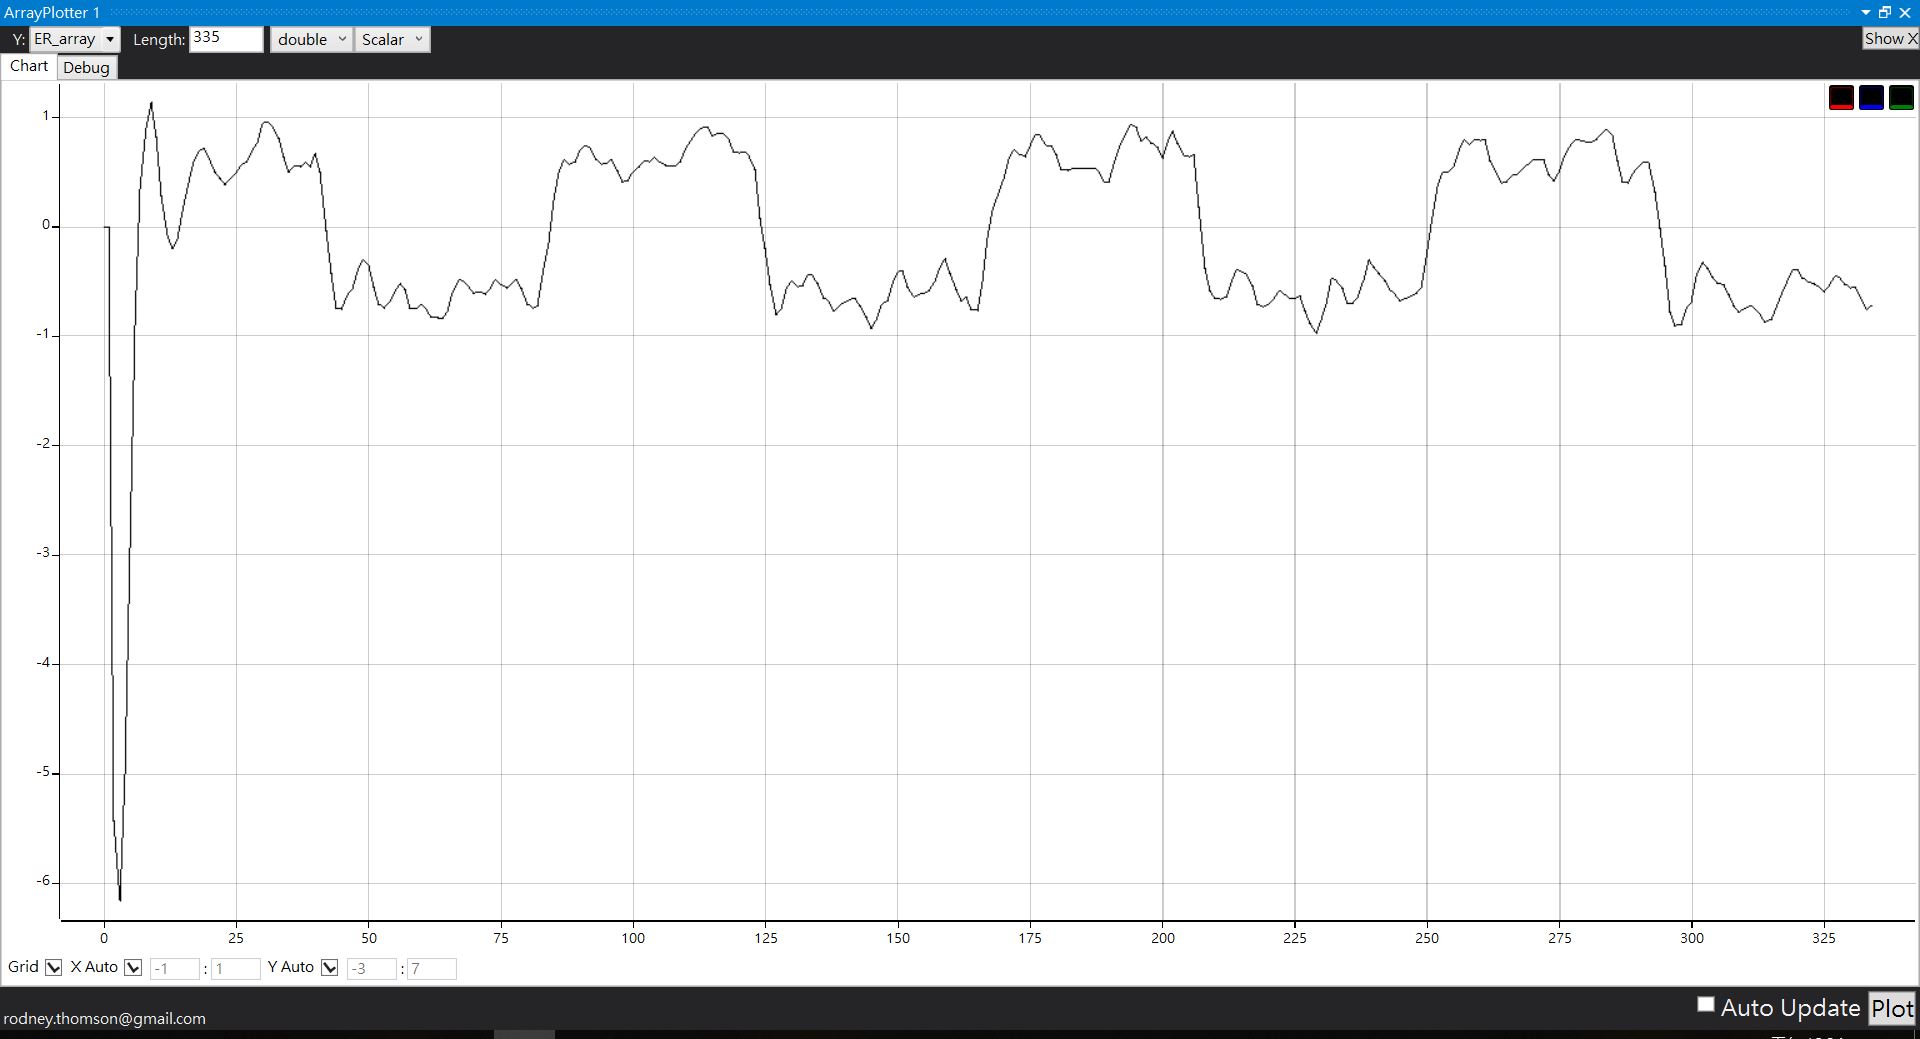 ArrayPlotter 1
Y: ER_array Length: 335 double Scalar Show X
Chart Debug
1
0
-1
-2
-3
-4
-5
-6
0 25 50 75 100 125 150 175 200 225 250 275 300 325
Grid X Auto -1 : 1 Y Auto -3 : 7
Auto Update Plot
rodney.thomson@gmail.com